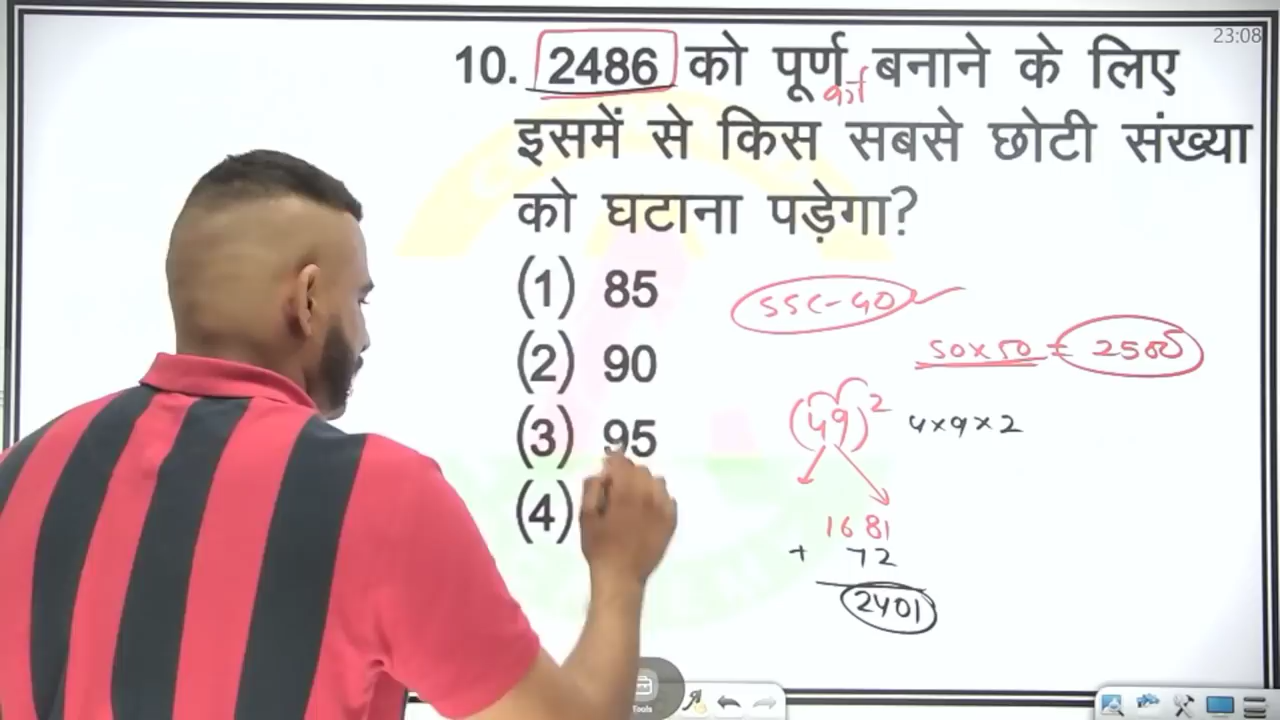 23:08
10. 2486 को पूर्ण वर्ग बनाने के लिए
इसमें से किस सबसे छोटी संख्या
को घटाना पड़ेगा?
(1) 85
(2) 90
(3) 95
(4)
SSC-GD
50×50 = 2500
(49)² 4×9×2
1681
+ 72
2401
Tools